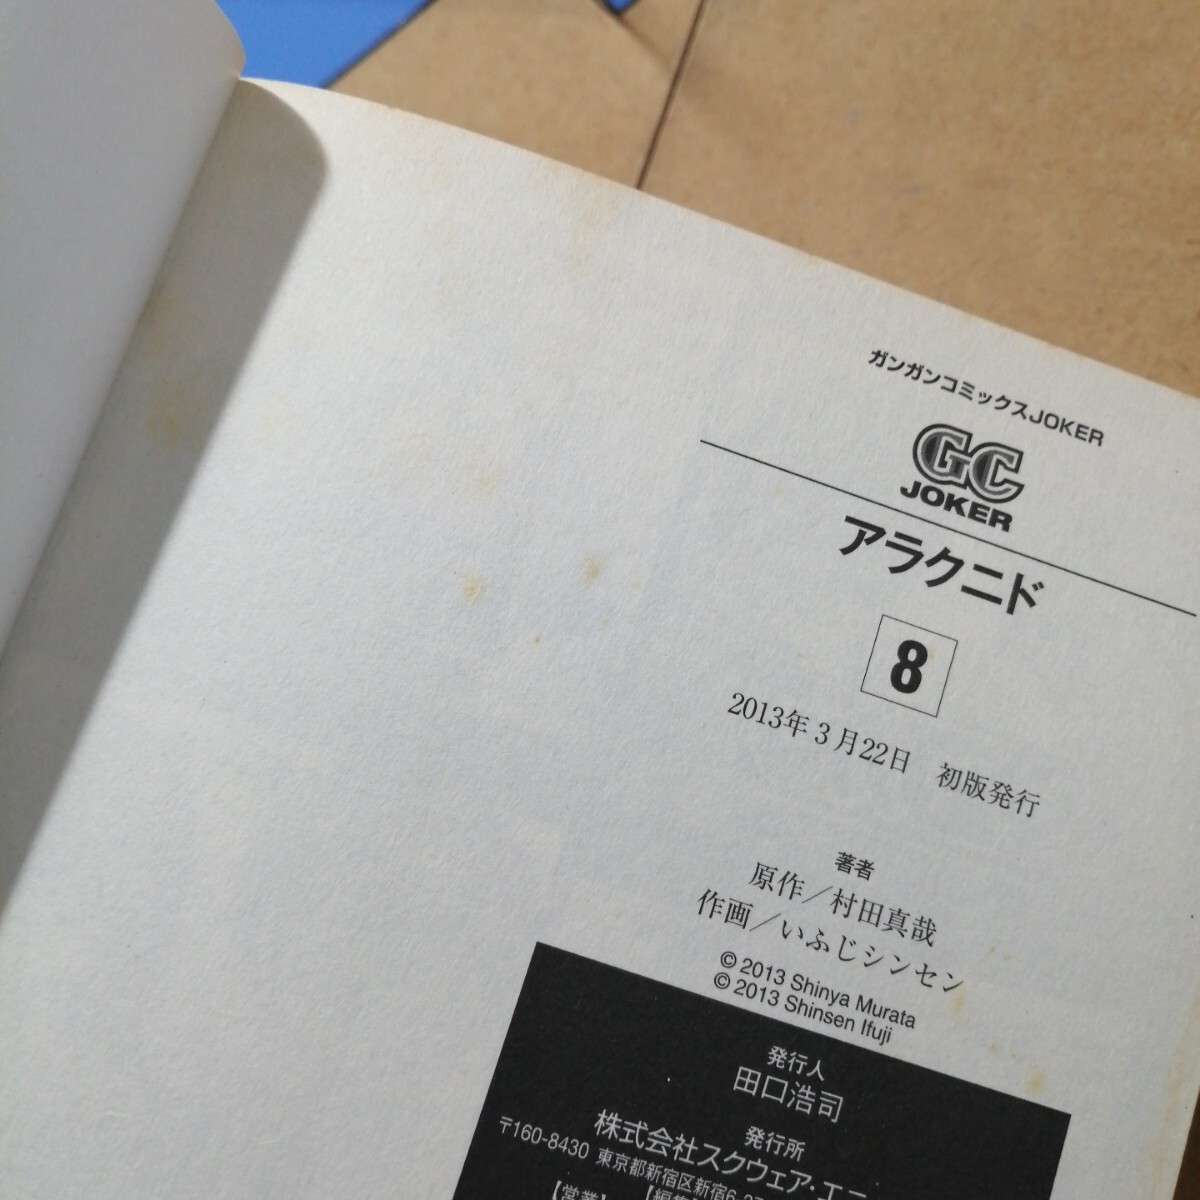 ガンガンコミックスJOKER
GC
JOKER
アラクニド
8
2013年3月22日 初版発行
著者
原作／村田真哉
作画／いふじシンセン
© 2013 Shinya Murata
© 2013 Shinsen Ifuji
発行人
田口浩司
発行所
株式会社スクウェア・エニ
〒160-8430 東京都新宿区新宿6-27
【営業】 【編集